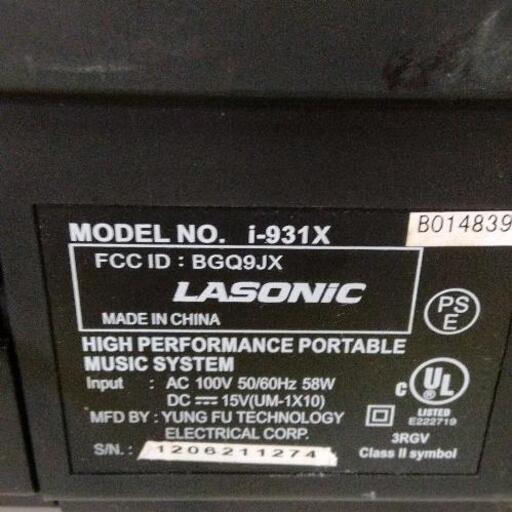 MODEL NO. i-931X
B014839
FCC ID : BGQ9JX
LASONiC
MADE IN CHINA
PS
E
HIGH PERFORMANCE PORTABLE
MUSIC SYSTEM
Input : AC 100V 50/60Hz 58W
DC ⎓ 15V(UM-1X10)
MFD BY : YUNG FU TECHNOLOGY
ELECTRICAL CORP.
S/N. : 1206211274
C UL
LISTED
E222719
3RGV
Class II symbol